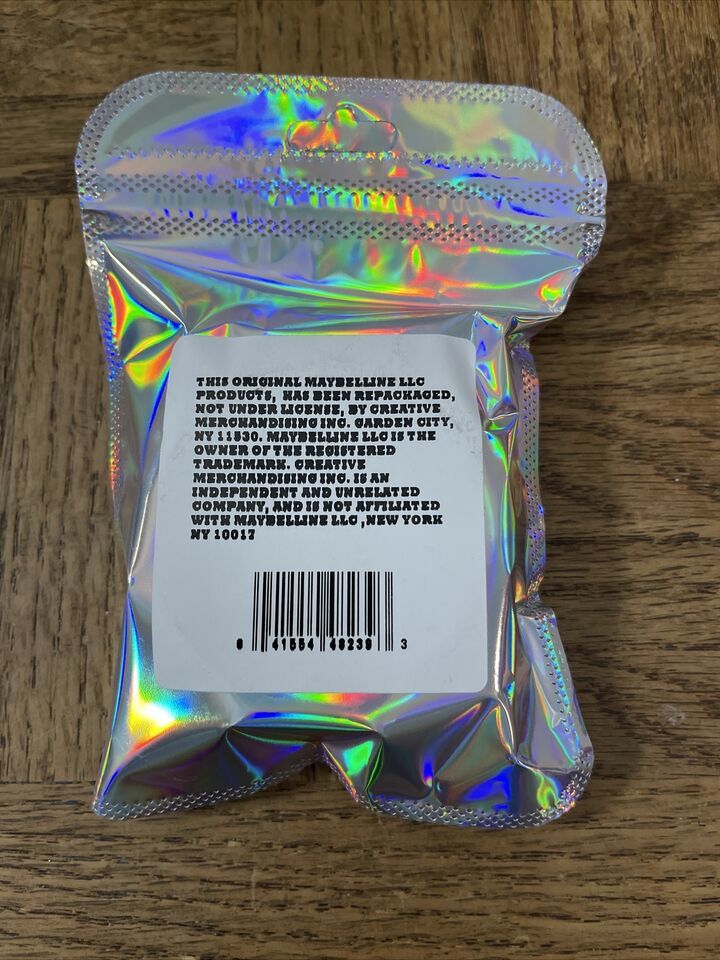 THIS ORIGINAL MAYBELLINE LLC
PRODUCTS, HAS BEEN REPACKAGED,
NOT UNDER LICENSE, BY CREATIVE
MERCHANDISING INC. GARDEN CITY,
NY 11530. MAYBELLINE LLC IS THE
OWNER OF THE REGISTERED
TRADEMARK. CREATIVE
MERCHANDISING INC. IS AN
INDEPENDENT AND UNRELATED
COMPANY, AND IS NOT AFFILIATED
WITH MAYBELLINE LLC ,NEW YORK
NY 10017
0 41554 49239 3